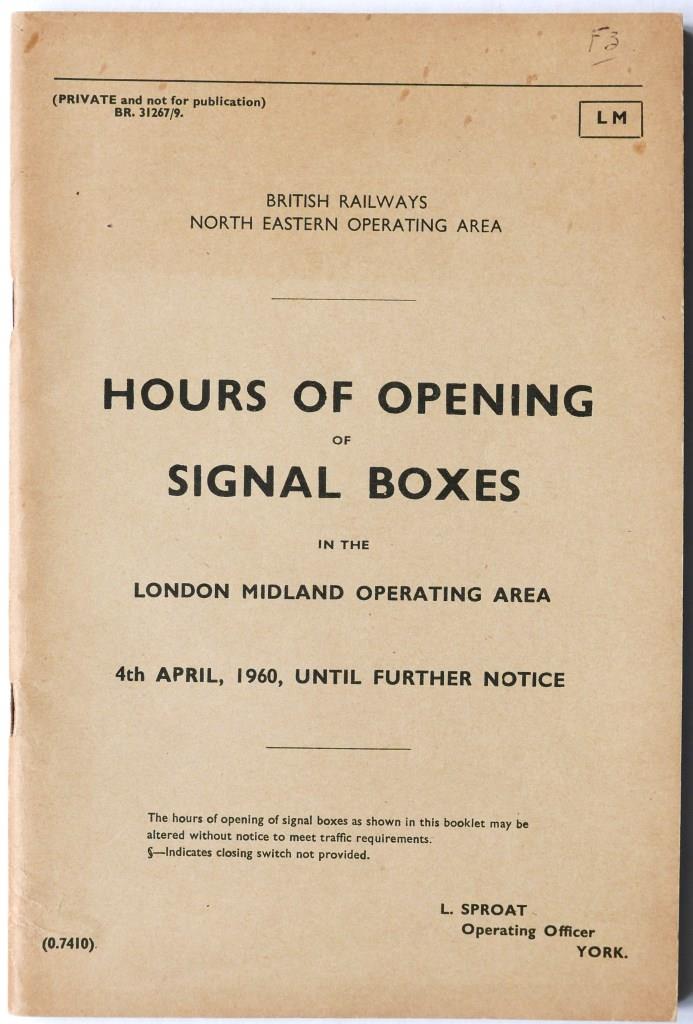 F3
(PRIVATE and not for publication)
BR. 31267/9.
LM
BRITISH RAILWAYS
NORTH EASTERN OPERATING AREA
HOURS OF OPENING
OF
SIGNAL BOXES
IN THE
LONDON MIDLAND OPERATING AREA
4th APRIL, 1960, UNTIL FURTHER NOTICE
The hours of opening of signal boxes as shown in this booklet may be
altered without notice to meet traffic requirements.
§—Indicates closing switch not provided.
L. SPROAT
Operating Officer
YORK.
(0.7410)